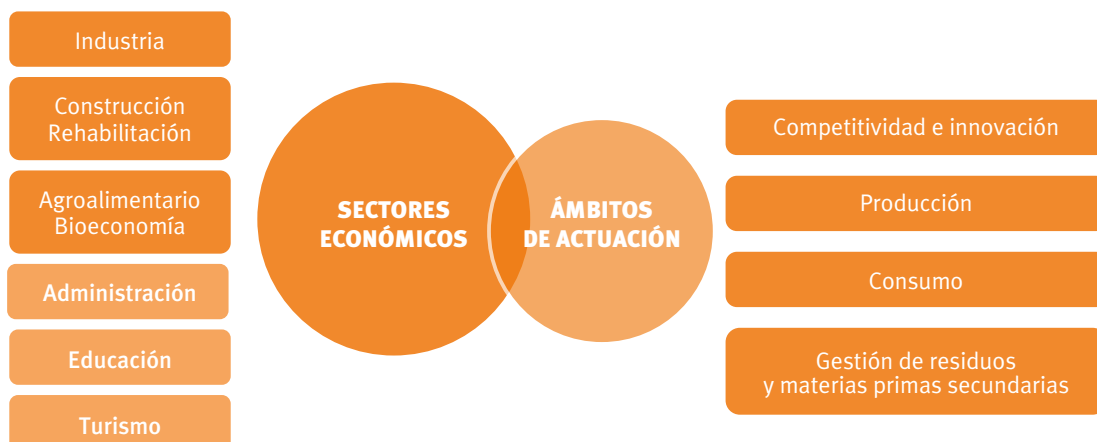 Industria
Construcción
Rehabilitación
Agroalimentario
Bioeconomía
Administración
Educación
Turismo
SECTORES
ECONÓMICOS
ÁMBITOS
DE ACTUACIÓN
Competitividad e innovación
Producción
Consumo
Gestión de residuos
y materias primas secundarias